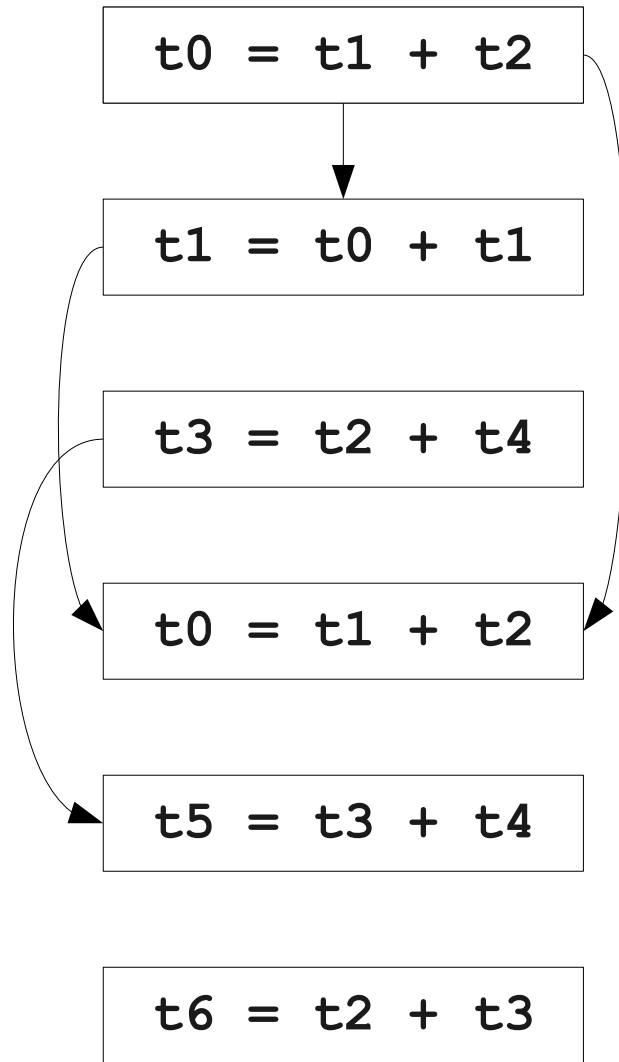 t0 = t1 + t2
t1 = t0 + t1
t3 = t2 + t4
t0 = t1 + t2
t5 = t3 + t4
t6 = t2 + t3